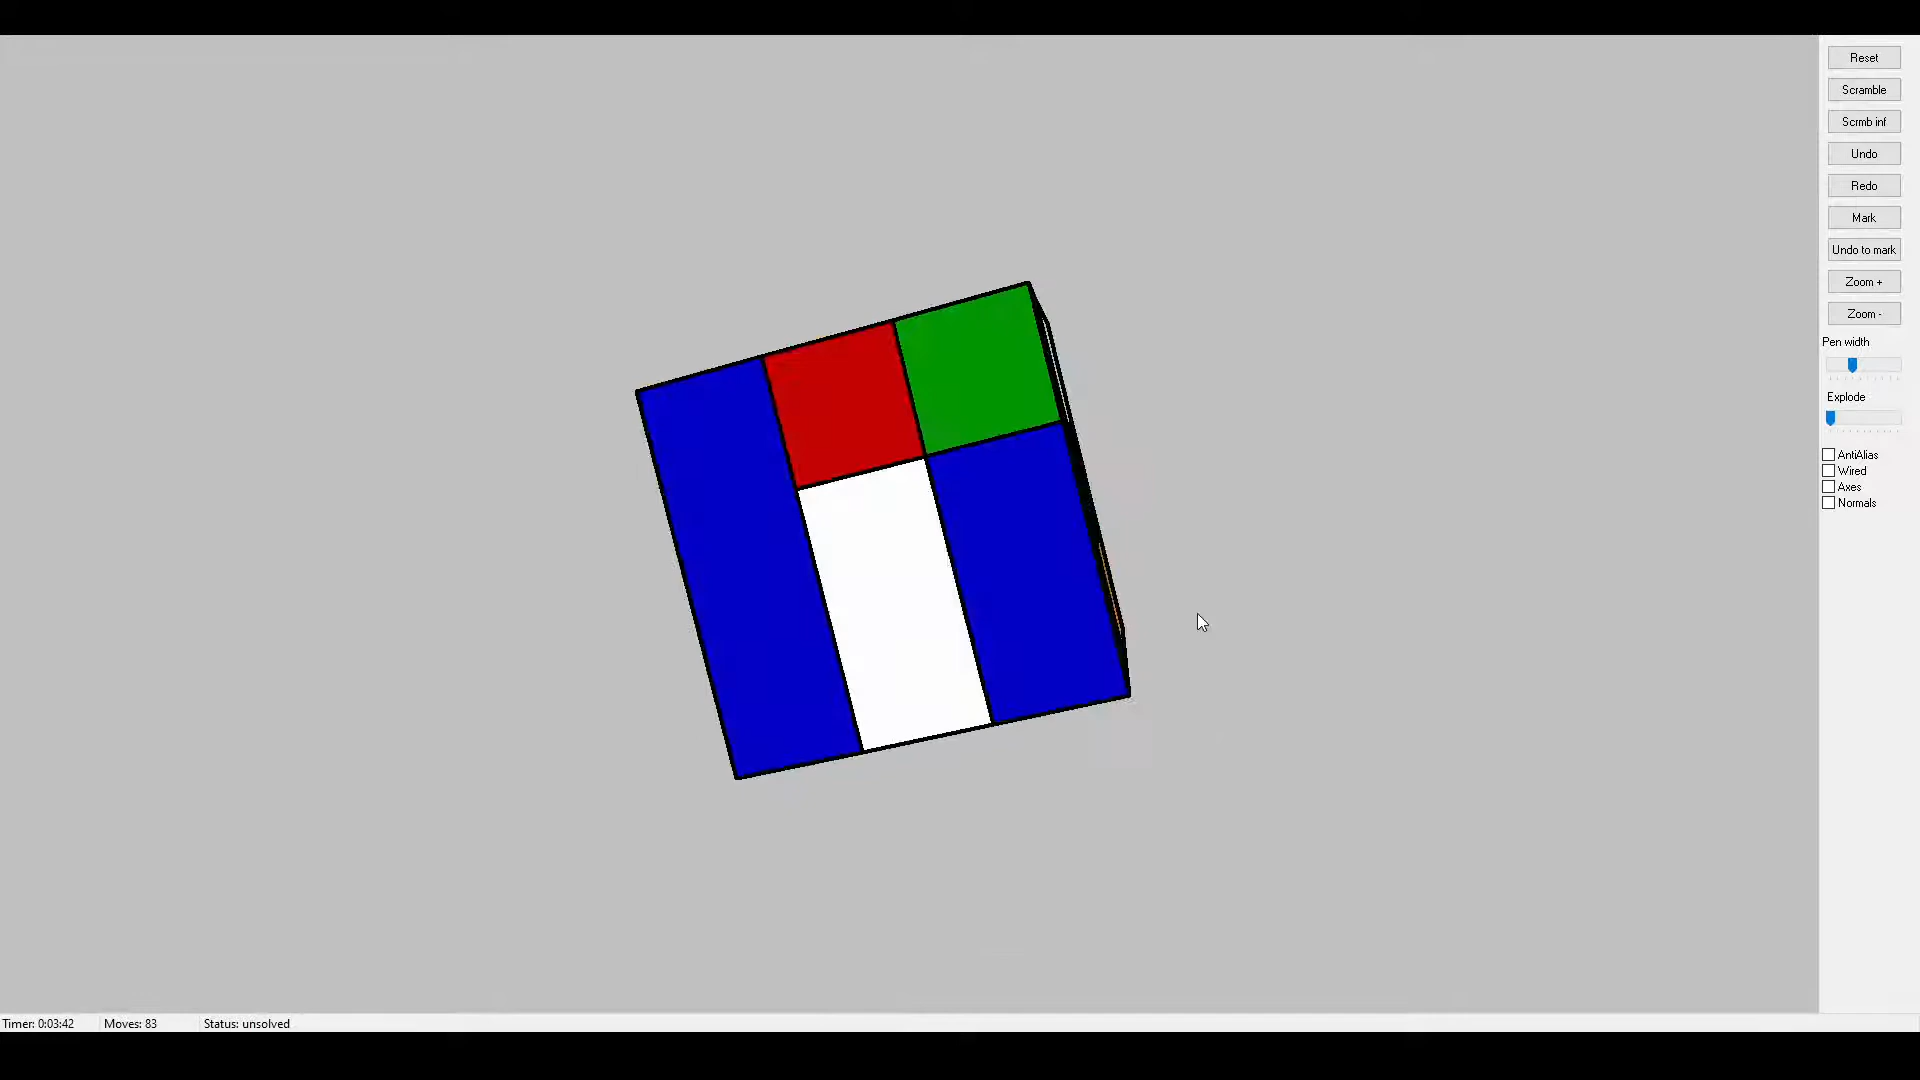 Reset
Scramble
Scrmb inf
Undo
Redo
Mark
Undo to mark
Zoom +
Zoom -
Pen width
Explode
AntiAlias
Wired
Axes
Normals
Timer: 0:03:42 Moves: 83 Status: unsolved